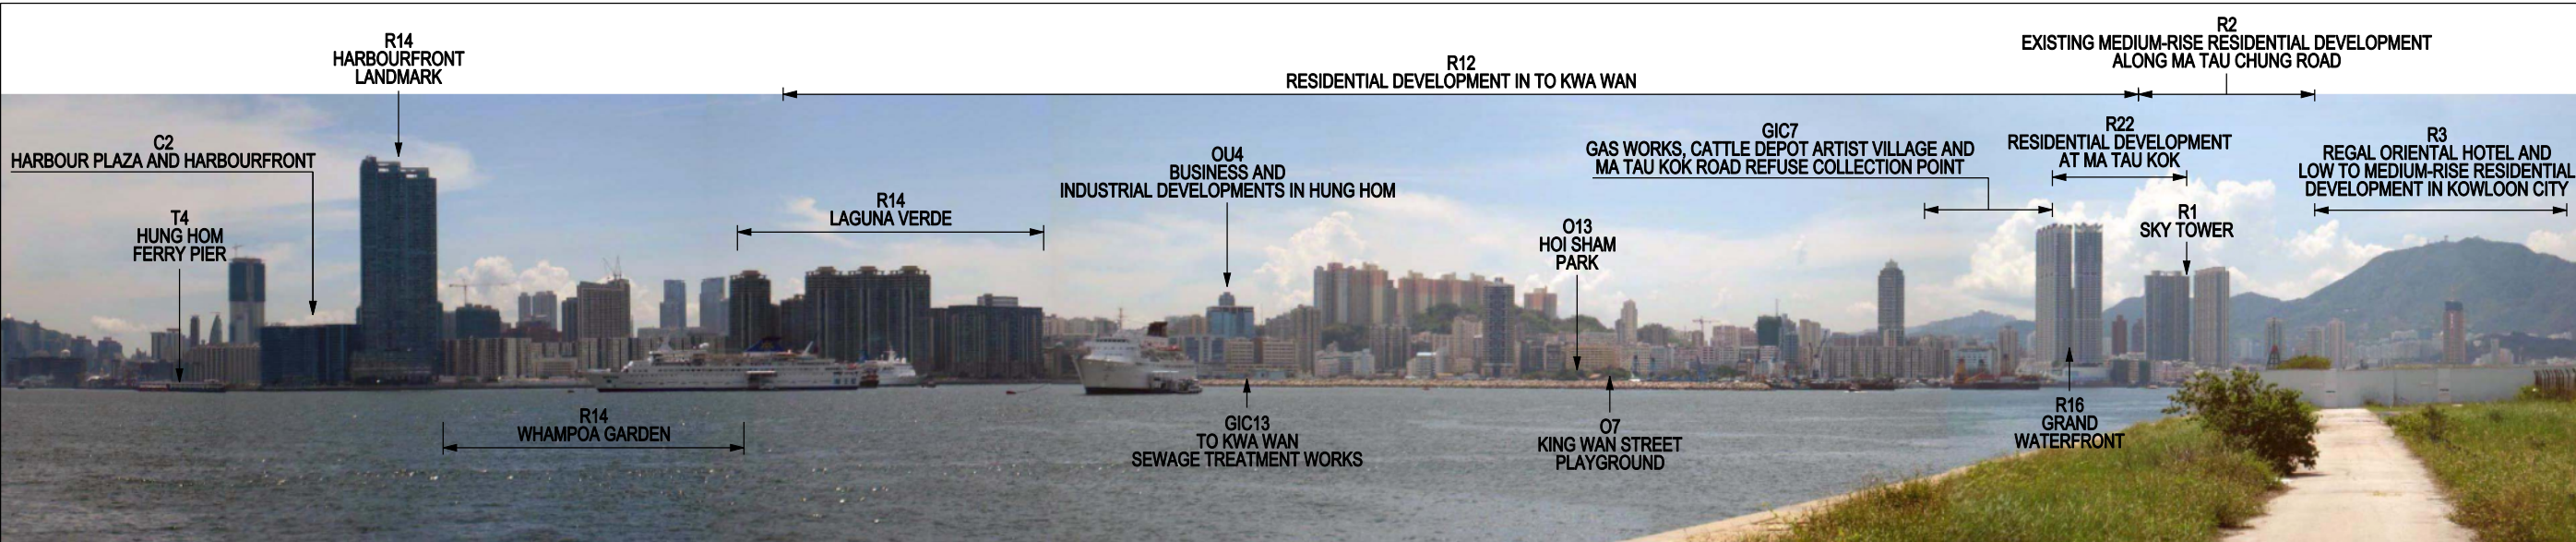 R14
HARBOURFRONT
LANDMARK
R12
RESIDENTIAL DEVELOPMENT IN TO KWA WAN
R2
EXISTING MEDIUM-RISE RESIDENTIAL DEVELOPMENT
ALONG MA TAU CHUNG ROAD
C2
HARBOUR PLAZA AND HARBOURFRONT
T4
HUNG HOM
FERRY PIER
R14
LAGUNA VERDE
OU4
BUSINESS AND
INDUSTRIAL DEVELOPMENTS IN HUNG HOM
O13
HOI SHAM
PARK
GIC7
GAS WORKS, CATTLE DEPOT ARTIST VILLAGE AND
MA TAU KOK ROAD REFUSE COLLECTION POINT
R22
RESIDENTIAL DEVELOPMENT
AT MA TAU KOK
R1
SKY TOWER
R3
REGAL ORIENTAL HOTEL AND
LOW TO MEDIUM-RISE RESIDENTIAL
DEVELOPMENT IN KOWLOON CITY
R14
WHAMPOA GARDEN
GIC13
TO KWA WAN
SEWAGE TREATMENT WORKS
O7
KING WAN STREET
PLAYGROUND
R16
GRAND
WATERFRONT